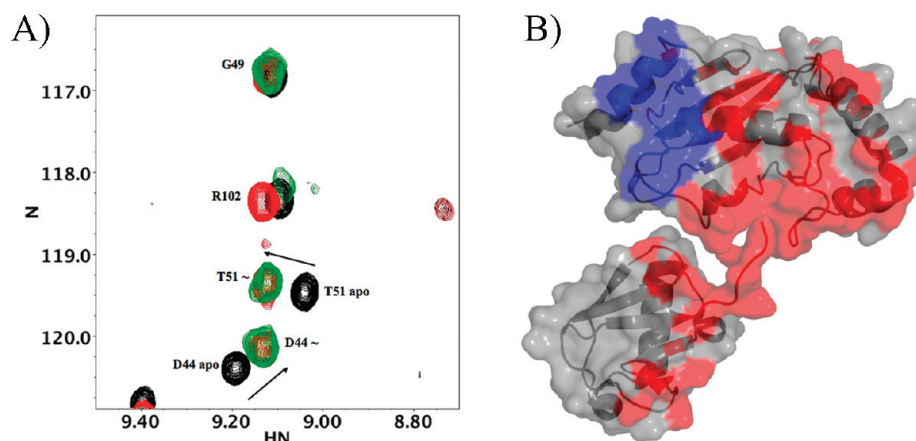 A)
B)
G49
117.0
118.0
R102
119.0
T51 ~
T51 apo
N
120.0
D44 apo
D44 ~
9.40
9.20
9.00
8.80
HN